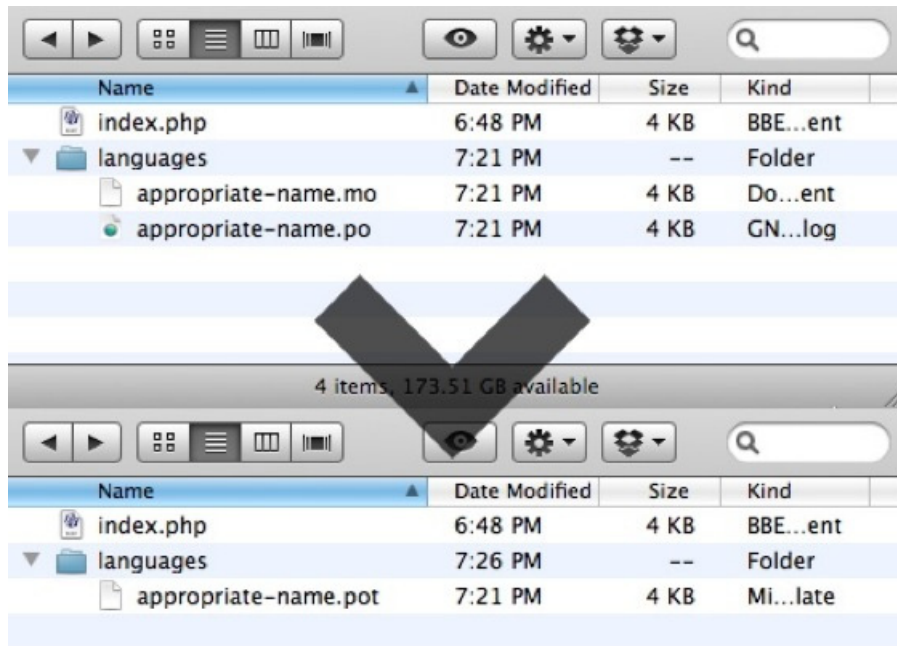 Name Date Modified Size Kind
index.php 6:48 PM 4 KB BBE...ent
languages 7:21 PM -- Folder
appropriate-name.mo 7:21 PM 4 KB Do...ent
appropriate-name.po 7:21 PM 4 KB GN...log
4 items, 173.51 GB available
Name Date Modified Size Kind
index.php 6:48 PM 4 KB BBE...ent
languages 7:26 PM -- Folder
appropriate-name.pot 7:21 PM 4 KB Mi...late